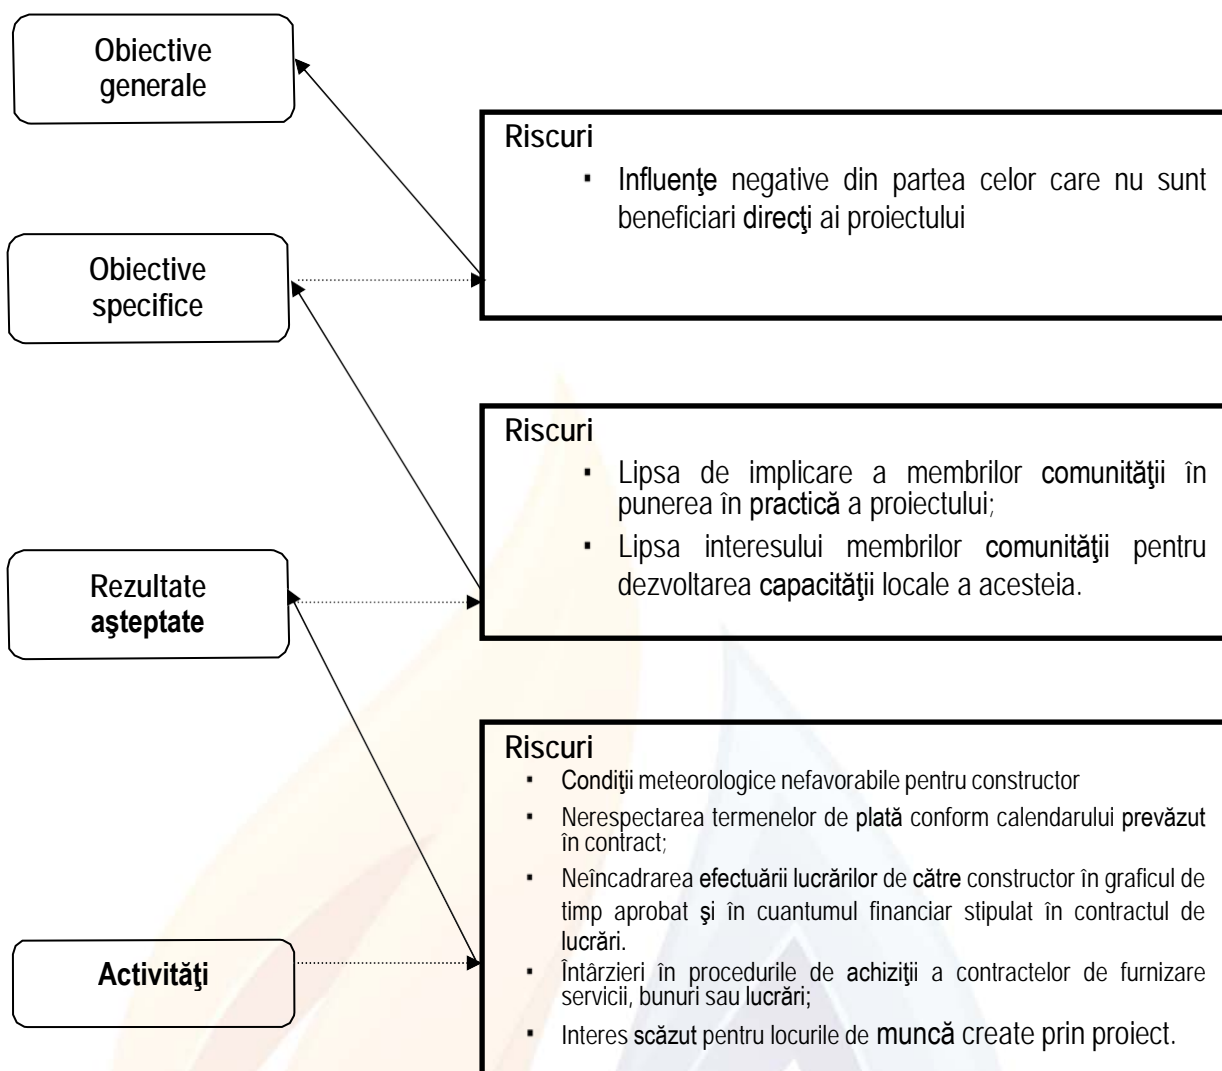 Obiective
generale
Riscuri
▪ Influenţe negative din partea celor care nu sunt
beneficiari direcţi ai proiectului
Obiective
specifice
Riscuri
▪ Lipsa de implicare a membrilor comunităţii în
punerea în practică a proiectului;
▪ Lipsa interesului membrilor comunităţii pentru
dezvoltarea capacităţii locale a acesteia.
Rezultate
aşteptate
Riscuri
▪ Condiţii meteorologice nefavorabile pentru constructor
▪ Nerespectarea termenelor de plată conform calendarului prevăzut
în contract;
▪ Neîncadrarea efectuării lucrărilor de către constructor în graficul de
timp aprobat şi în cuantumul financiar stipulat în contractul de
lucrări.
▪ Întârzieri în procedurile de achiziţii a contractelor de furnizare
servicii, bunuri sau lucrări;
▪ Interes scăzut pentru locurile de muncă create prin proiect.
Activităţi